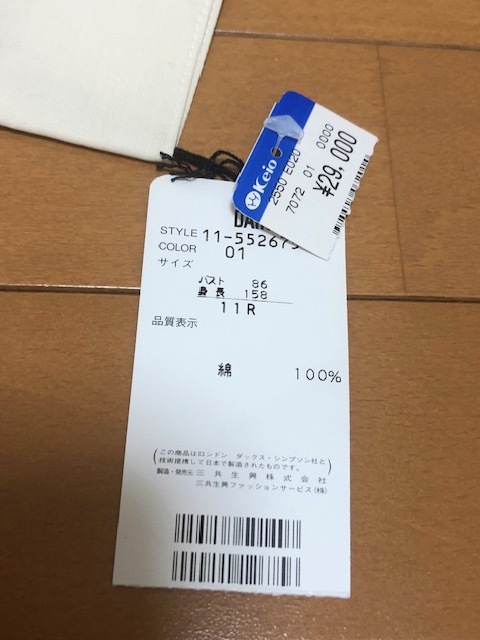 Keio
2550 E020
7072 01 0000
¥29,000
STYLE 11-55267
COLOR 01
サイズ
バスト 86
身長 158
11R
品質表示
綿 100%
この商品はロンドン ダックス・シンプソン社と
技術提携して日本で製造されたものです。
製造・発売元 三共生興株式会社
三共生興ファッションサービス(株)